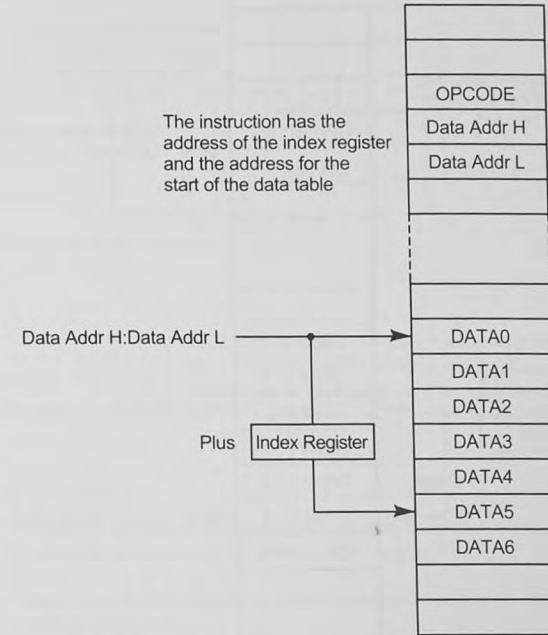 OPCODE
The instruction has the
address of the index register
and the address for the
start of the data table
Data Addr H
Data Addr L
Data Addr H:Data Addr L
DATA0
DATA1
DATA2
Plus
Index Register
DATA3
DATA4
DATA5
DATA6